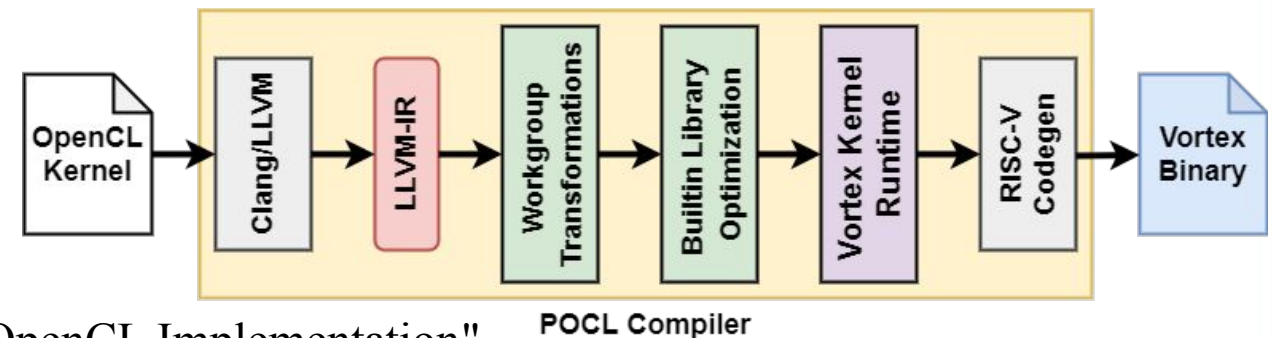 OpenCL
Kernel
Clang/LLVM
LLVM-IR
Workgroup
Transformations
Builtin Library
Optimization
Vortex Kernel
Runtime
RISC-V
Codegen
Vortex
Binary
OpenCL Implementation"
POCL Compiler